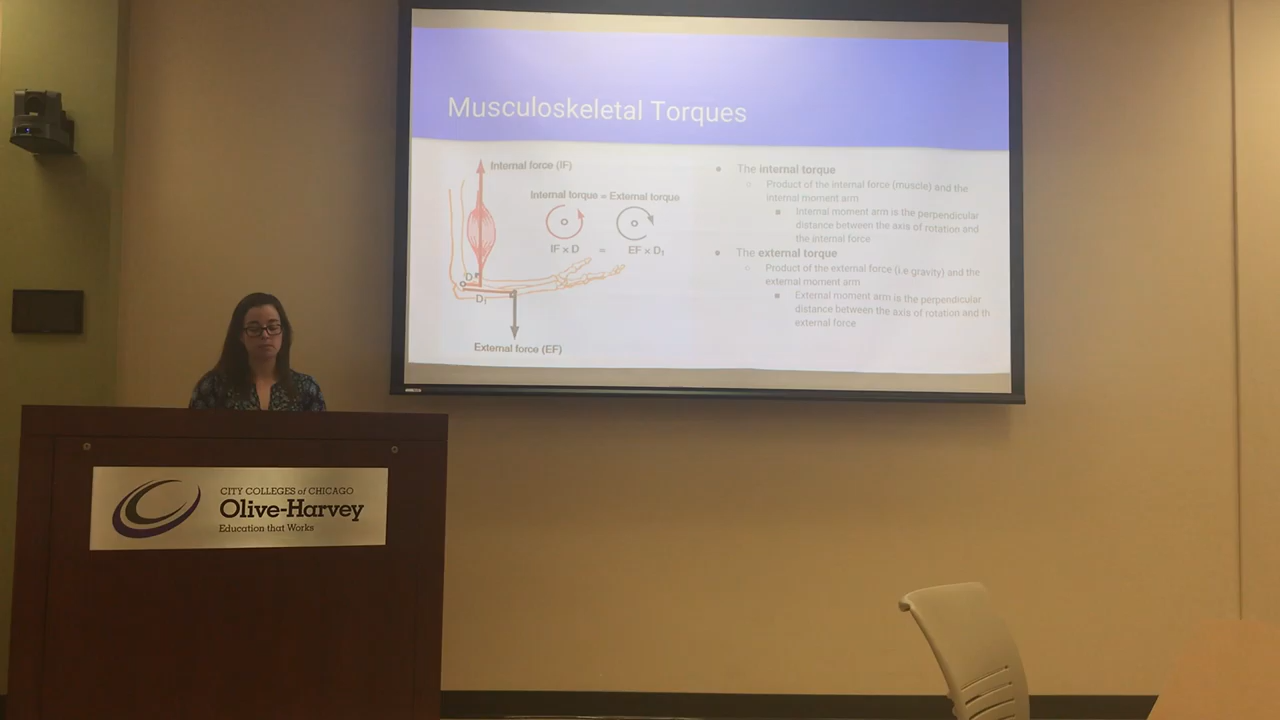 Musculoskeletal Torques
Internal force (IF)
Internal torque = External torque
IF x D = EF x D₁
D
D₁
External force (EF)
• The internal torque
○ Product of the internal force (muscle) and the
internal moment arm
■ Internal moment arm is the perpendicular
distance between the axis of rotation and
the internal force
• The external torque
○ Product of the external force (i.e gravity) and the
external moment arm
■ External moment arm is the perpendicular
distance between the axis of rotation and th
external force
CITY COLLEGES of CHICAGO
Olive-Harvey
Education that Works